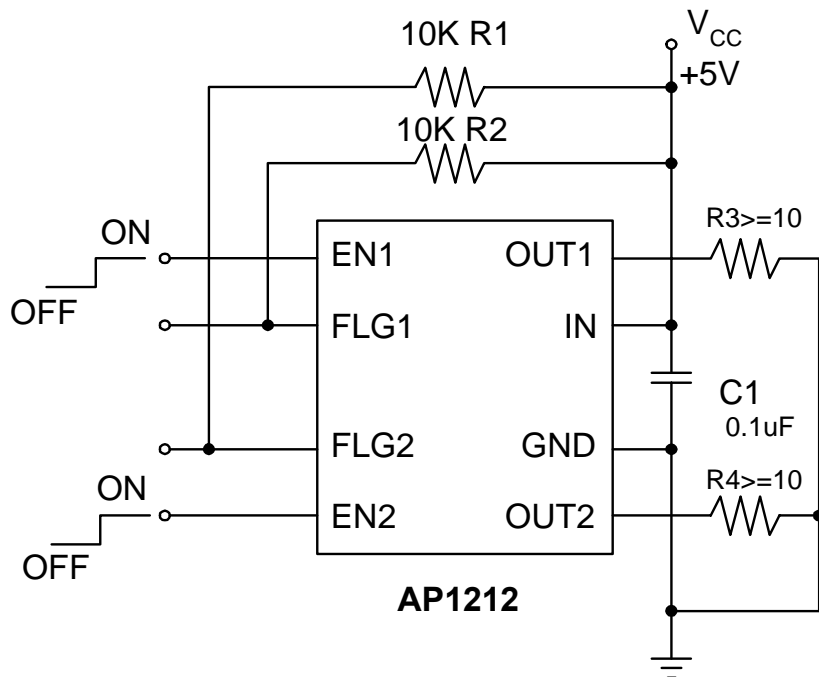 10K R1
V_CC
+5V
10K R2
R3>=10
ON
EN1
OUT1
OFF
FLG1
IN
C1
0.1uF
FLG2
GND
R4>=10
ON
EN2
OUT2
OFF
AP1212